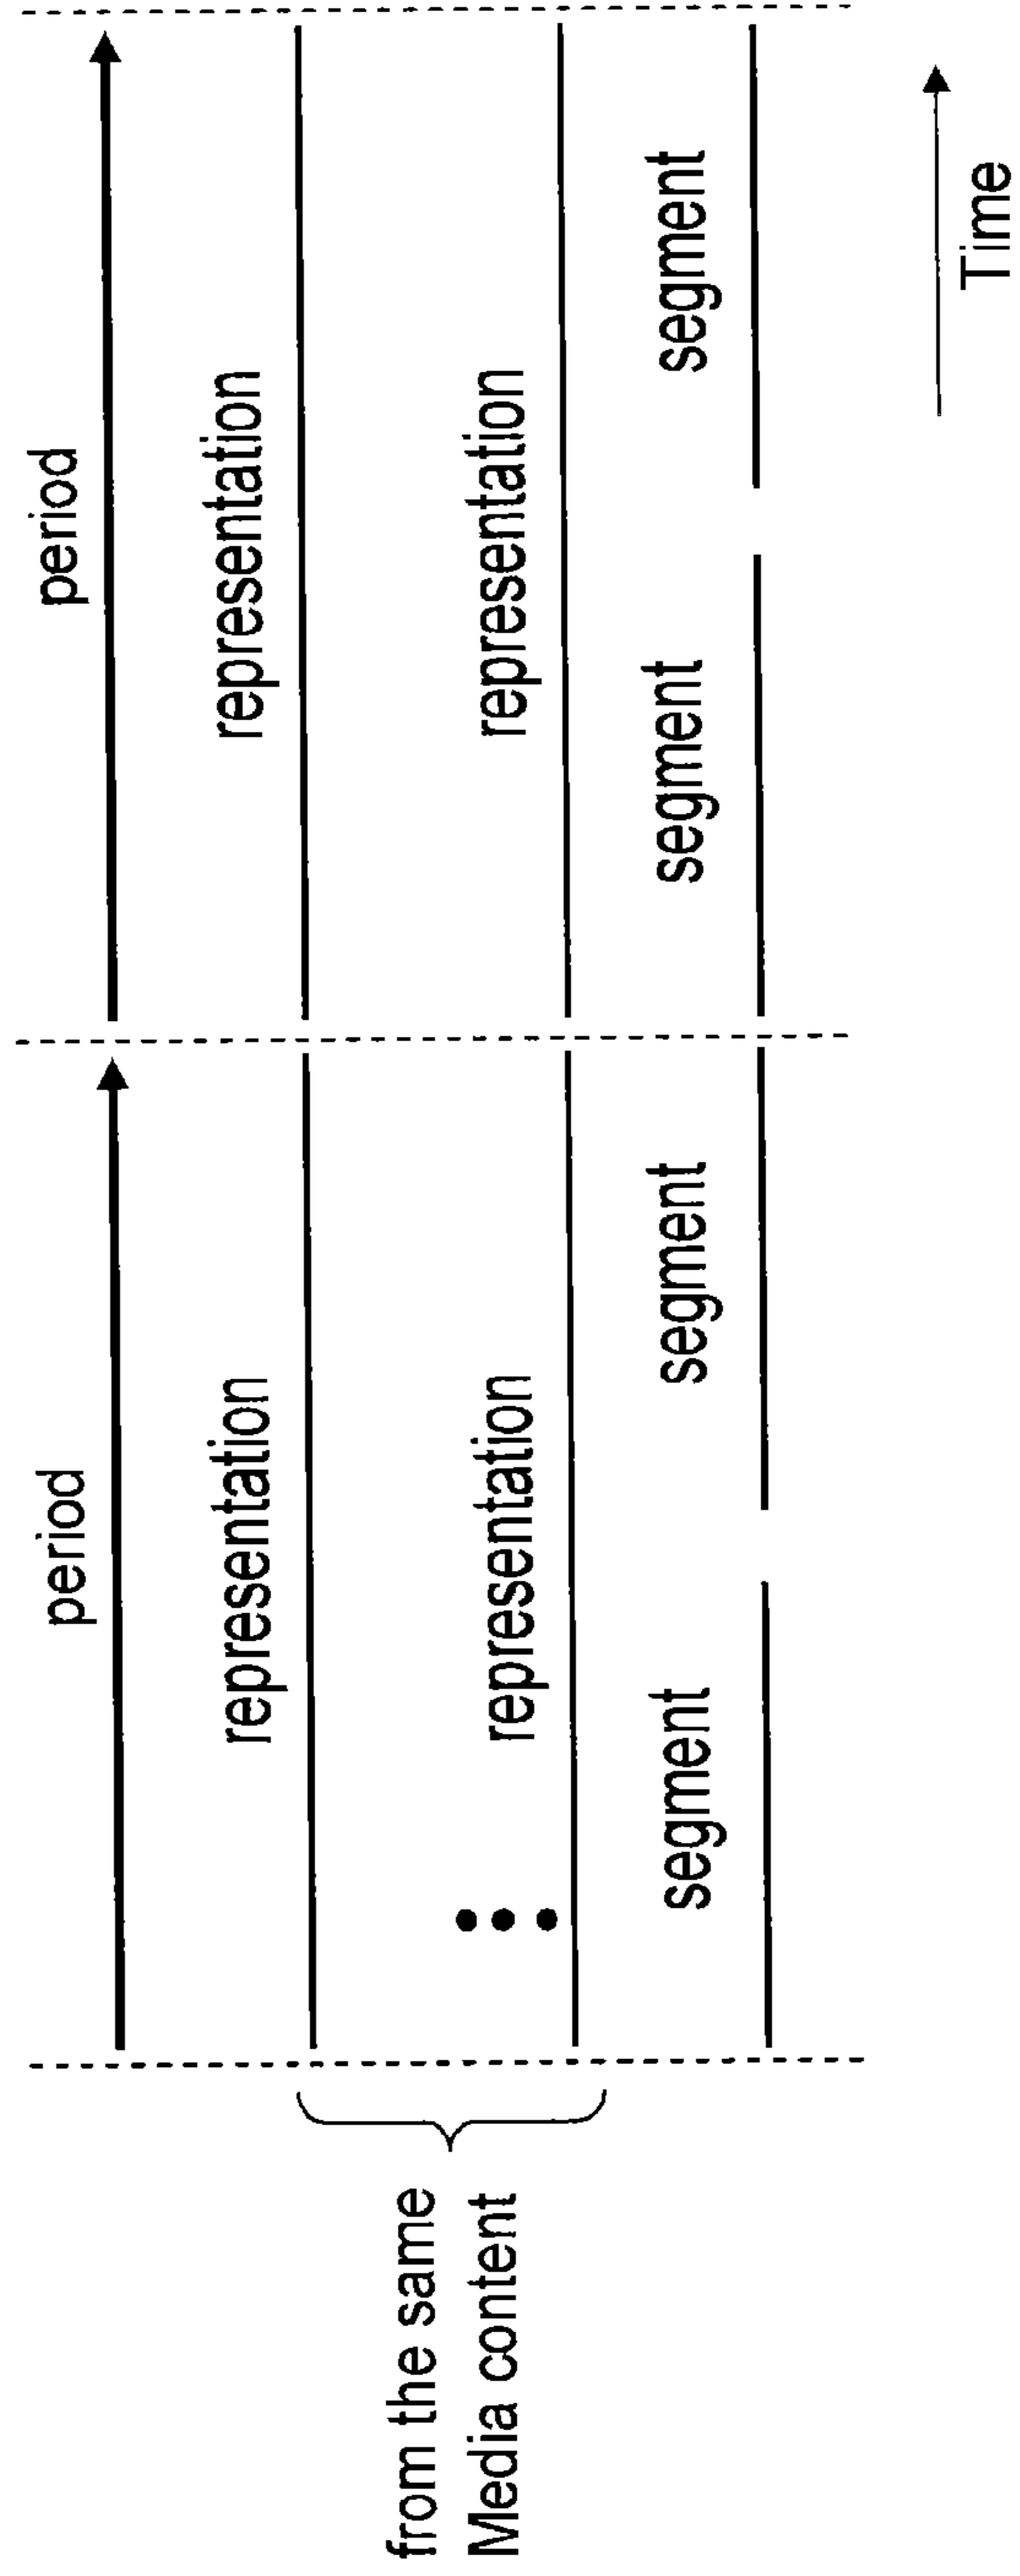 period
period
representation
representation
from the same
Media content
representation
representation
segment
segment
segment
segment
Time